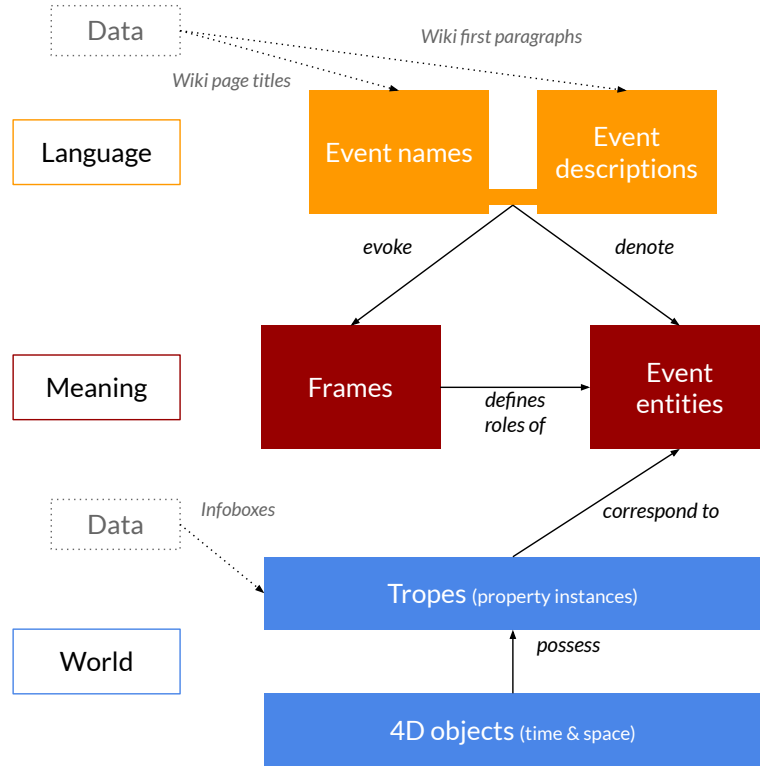 Data
Wiki first paragraphs
Wiki page titles
Language
Event names
Event
descriptions
evoke
denote
Meaning
Frames
defines
roles of
Event
entities
Data
Infoboxes
correspond to
Tropes (property instances)
World
possess
4D objects (time & space)